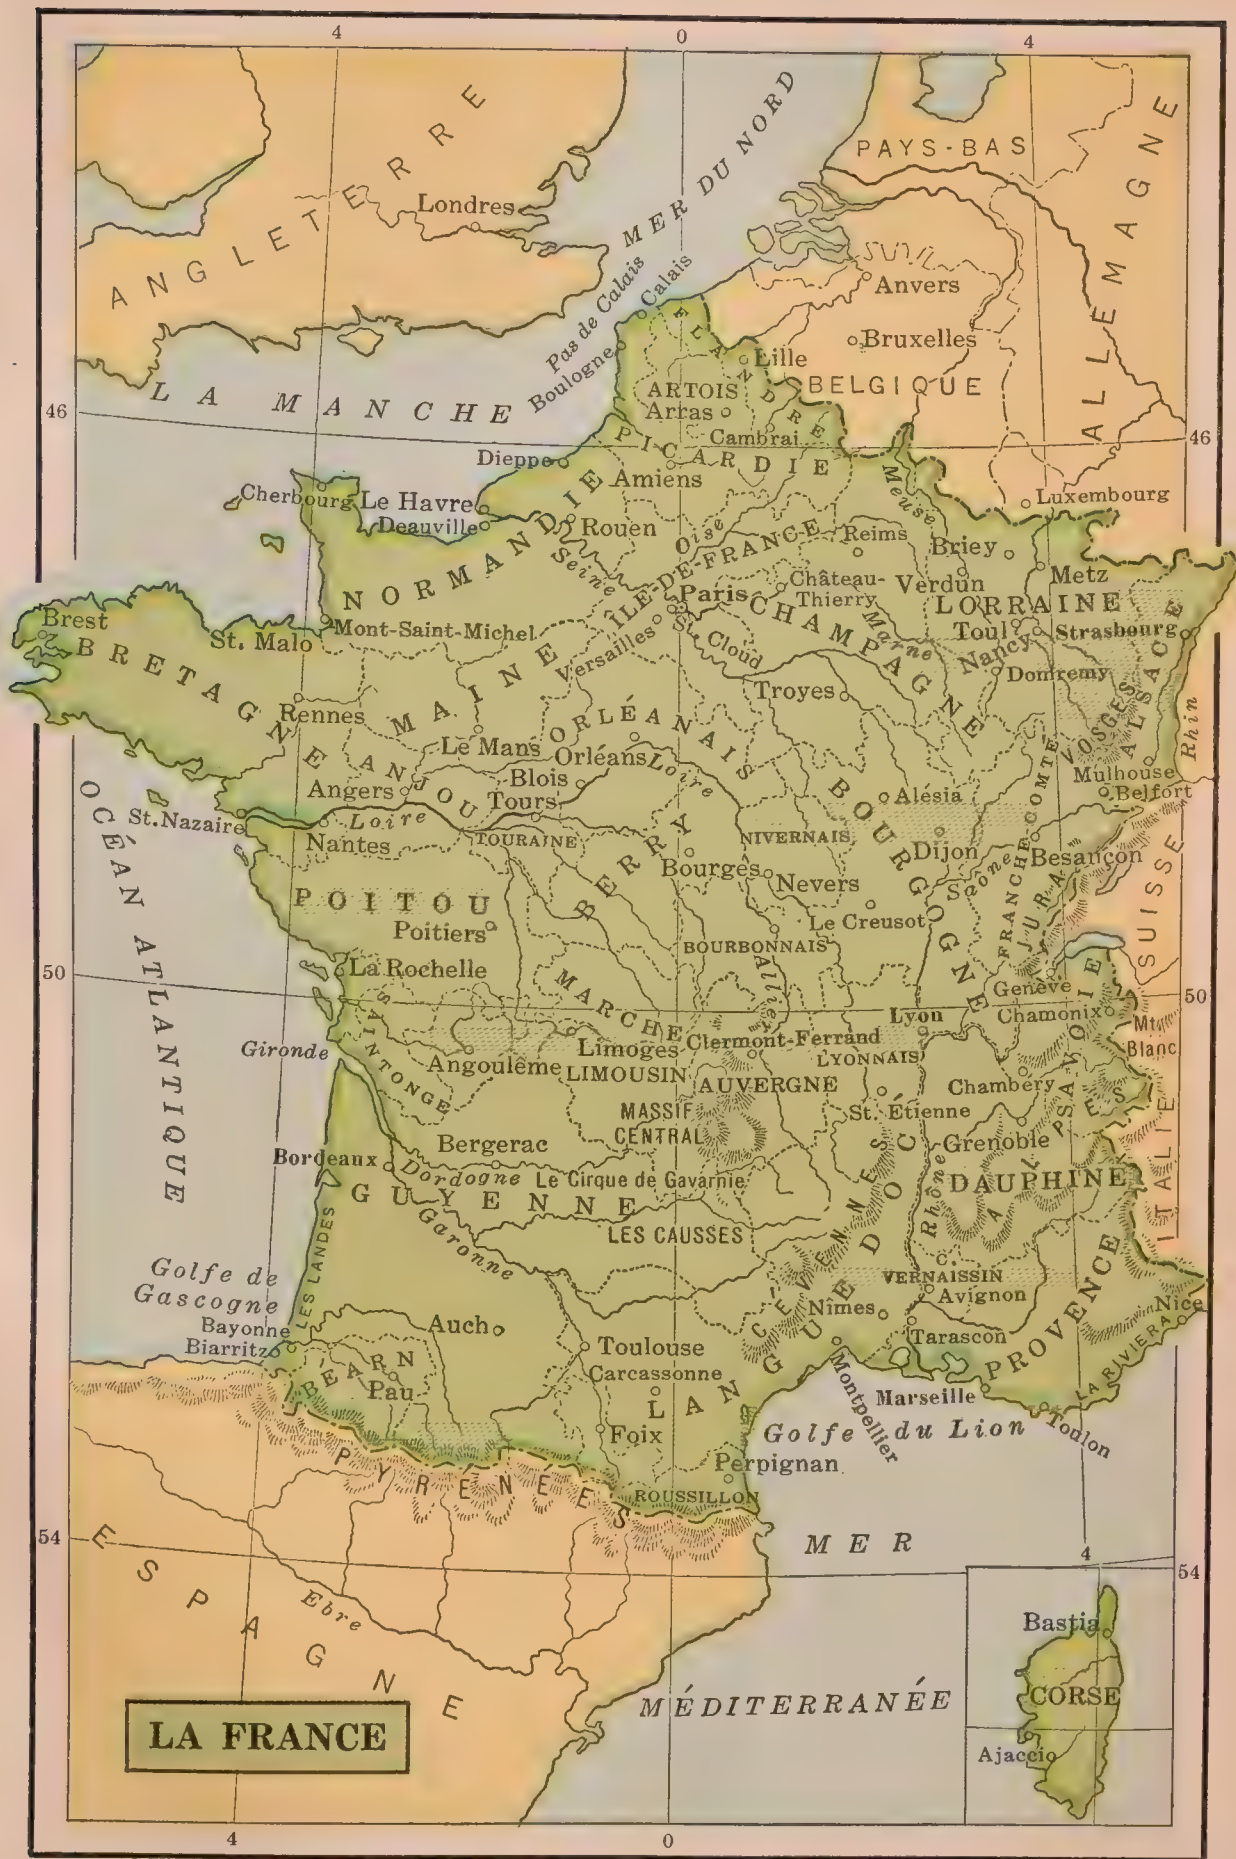 4
0
4
ANGLETERRE
Londres
MER DU NORD
PAYS-BAS
ALLEMAGNE
Pas de Calais
Calais
Anvers
Boulogne
Bruxelles
FLANDRE
Lille
BELGIQUE
46
LA MANCHE
ARTOIS
Arras
Cambrai
46
PICARDIE
Dieppe
Amiens
Meuse
Luxembourg
Cherbourg
Le Havre
Deauville
Rouen
Oise
Reims
Briey
Seine
NORMANDIE
ÎLE-DE-FRANCE
Château-
Thierry
Verdun
Metz
Paris
CHAMPAGNE
LORRAINE
Brest
St. Malo
Mont-Saint-Michel
Versailles
St. Cloud
Marne
Toul
Nancy
Strasbourg
BRETAGNE
MAINE
Troyes
Domremy
ALSACE
VOSGES
Rhin
Rennes
Le Mans
ORLÉANAIS
Orléans
Loire
ANJOU
Angers
Blois
Tours
Mulhouse
Belfort
Alésia
BOURGOGNE
OCÉAN ATLANTIQUE
St. Nazaire
Nantes
Loire
TOURAINE
BERRY
NIVERNAIS
Dijon
Saône
FRANCHE-COMTE
Besançon
Bourges
Nevers
JURA
SUISSE
POITOU
Poitiers
Le Creusot
BOURBONNAIS
Allier
50
La Rochelle
MARCHE
Genève
50
SAINTONGE
Lyon
Chamonix
Mt.
Blanc
SAVOIE
Gironde
Limoges
Clermont-Ferrand
LYONNAIS
Angoulême
LIMOUSIN
AUVERGNE
Chambéry
MASSIF
CENTRAL
St. Étienne
Grenoble
ALPES
Bergerac
Bordeaux
Dordogne
Le Cirque de Gavarnie
Rhône
DAUPHINÉ
ITALIE
GUYENNE
Garonne
LES CAUSSES
CEVENNES
LES LANDES
Golfe de
Gascogne
C.
VERNAISSIN
Avignon
PROVENCE
Nîmes
Nice
Bayonne
Biarritz
Auch
Toulouse
Tarascon
LA RIVIERA
Carcassonne
BÉARN
Pau
LANGUEDOC
Montpellier
Marseille
Toulon
Foix
Golfe du Lion
Perpignan
PYRENÉES
ROUSSILLON
54
MER
4
54
ESPAGNE
Ebre
Bastia
MÉDITERRANÉE
CORSE
LA FRANCE
Ajaccio
4
0